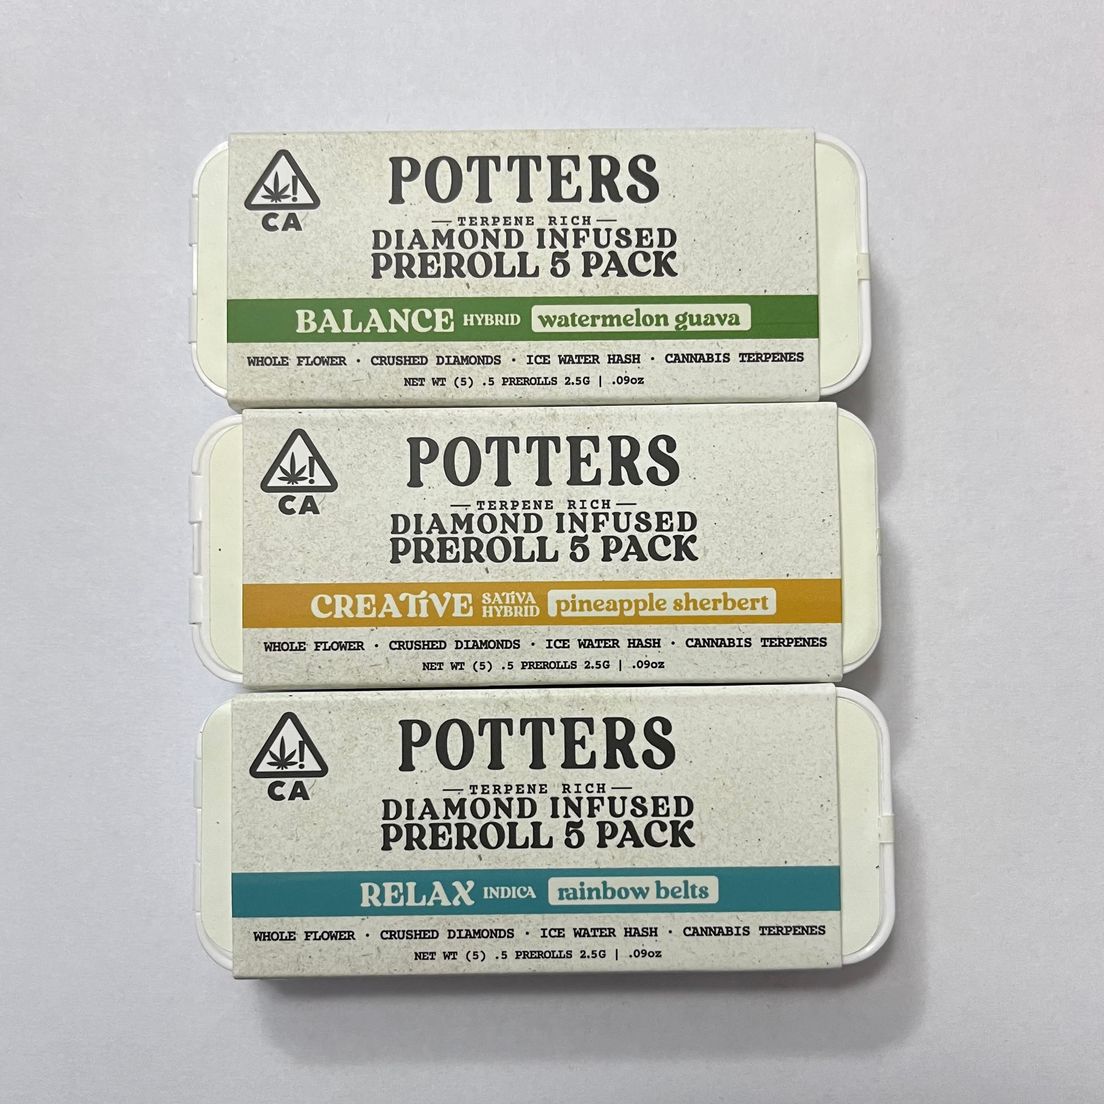 CA
POTTERS
TERPENE RICH
DIAMOND INFUSED
PREROLL 5 PACK
BALANCE HYBRID watermelon guava
WHOLE FLOWER · CRUSHED DIAMONDS · ICE WATER HASH · CANNABIS TERPENES
NET WT (5) .5 PREROLLS 2.5G | .09oz
CA
POTTERS
TERPENE RICH
DIAMOND INFUSED
PREROLL 5 PACK
CREATiVE SATiVA HYBRID pineapple sherbert
WHOLE FLOWER · CRUSHED DIAMONDS · ICE WATER HASH · CANNABIS TERPENES
NET WT (5) .5 PREROLLS 2.5G | .09oz
CA
POTTERS
TERPENE RICH
DIAMOND INFUSED
PREROLL 5 PACK
RELAX INDICA rainbow belts
WHOLE FLOWER · CRUSHED DIAMONDS · ICE WATER HASH · CANNABIS TERPENES
NET WT (5) .5 PREROLLS 2.5G | .09oz